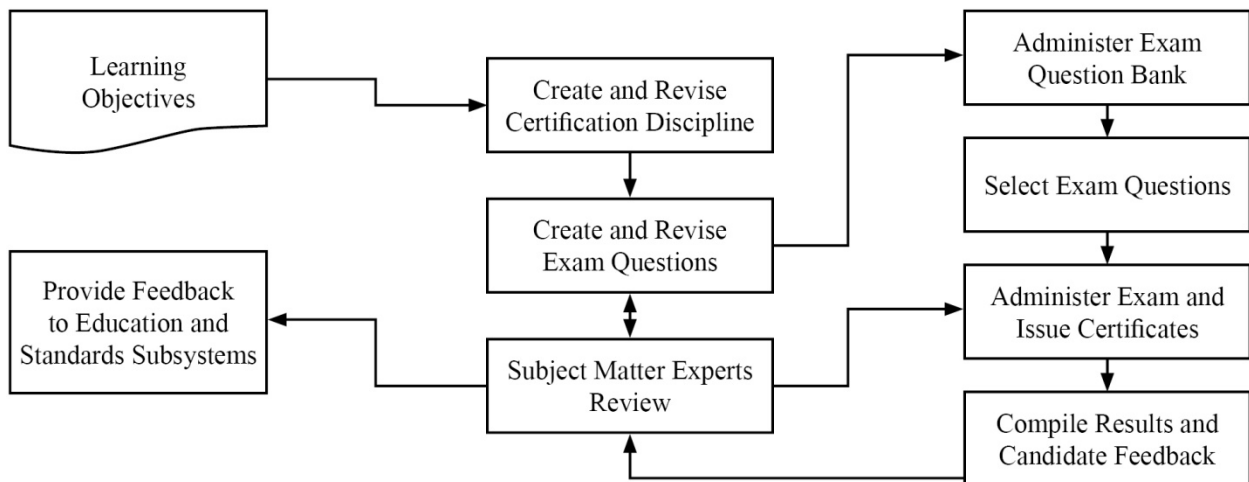 Learning
Objectives
Create and Revise
Certification Discipline
Create and Revise
Exam Questions
Subject Matter Experts
Review
Provide Feedback
to Education and
Standards Subsystems
Administer Exam
Question Bank
Select Exam Questions
Administer Exam and
Issue Certificates
Compile Results and
Candidate Feedback